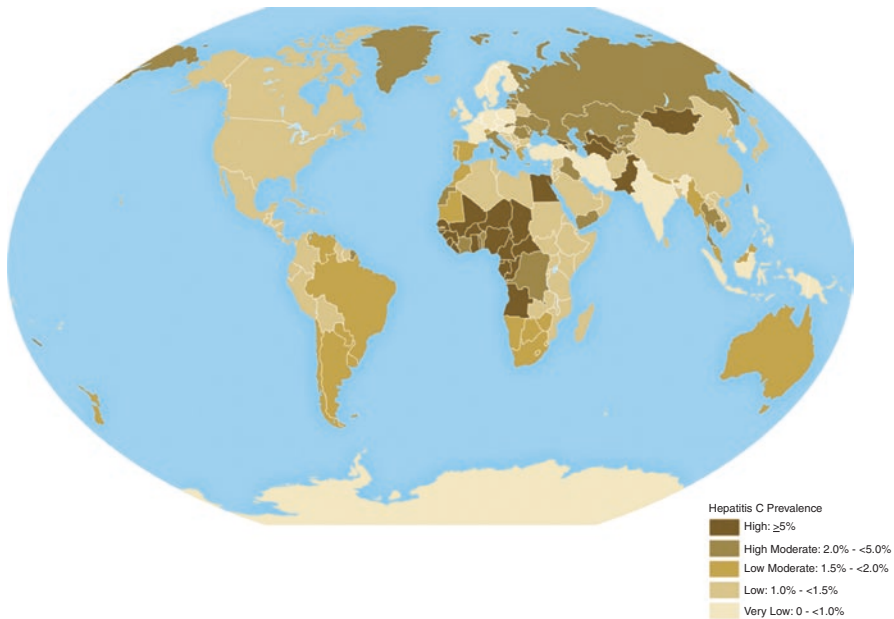 Hepatitis C Prevalence
High: ≥5%
High Moderate: 2.0% - <5.0%
Low Moderate: 1.5% - <2.0%
Low: 1.0% - <1.5%
Very Low: 0 - <1.0%